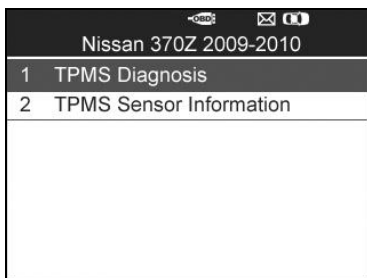 OBD
Nissan 370Z 2009-2010
1 TPMS Diagnosis
2 TPMS Sensor Information